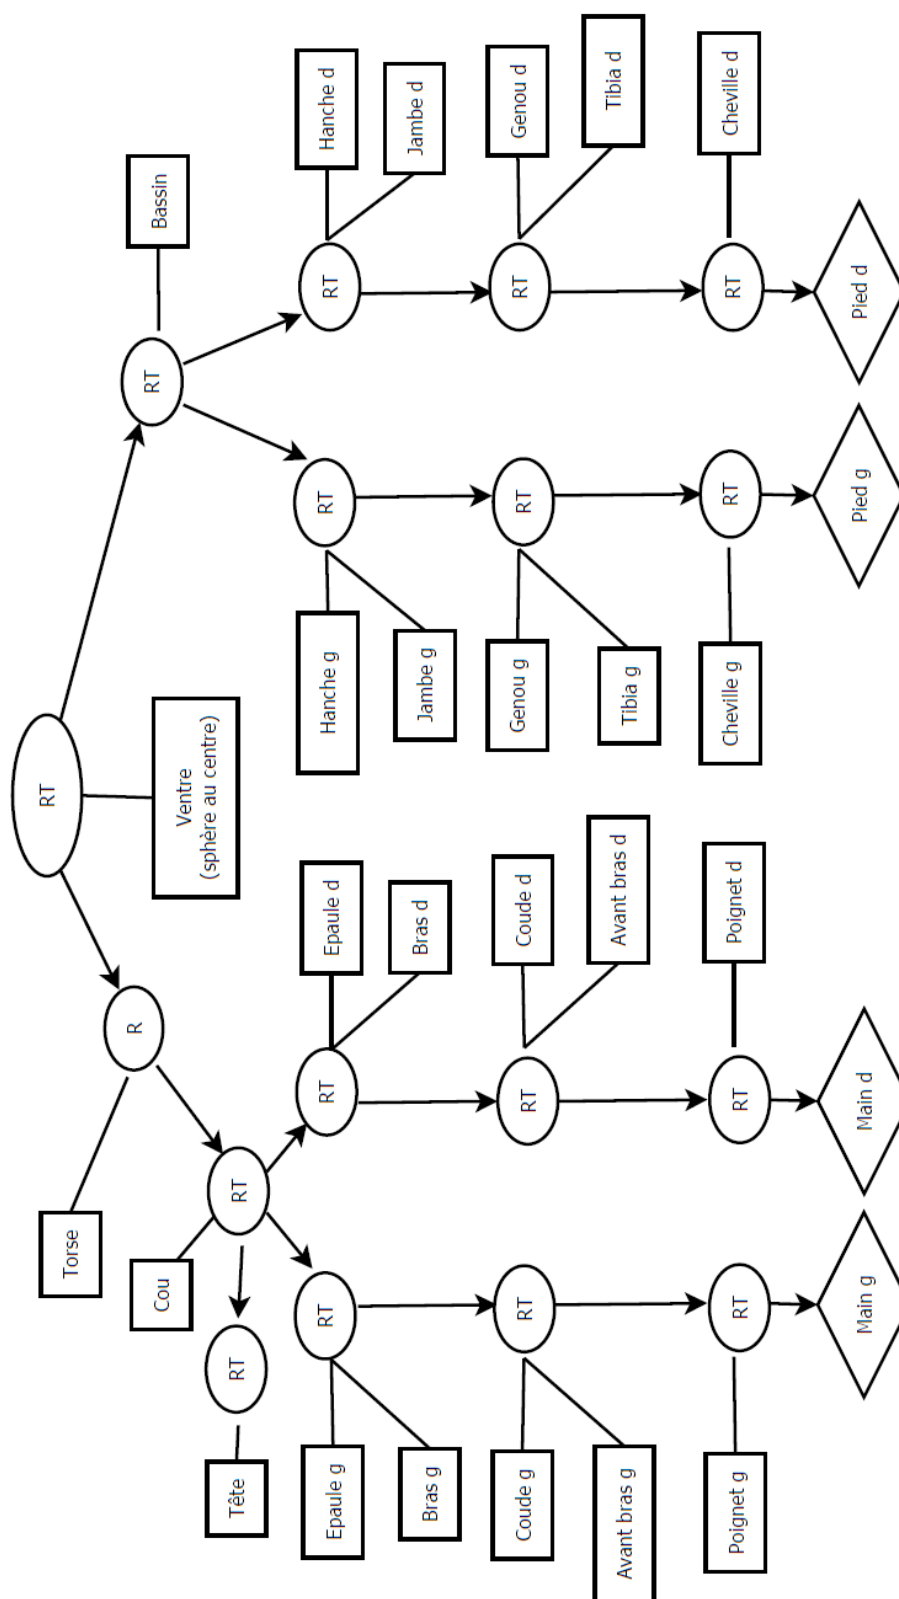 RT
Torse
R
RT
Cou
Ventre
(sphère au centre)
Bassin
Tête
RT
RT
Epaule g
RT
RT
Epaule d
Hanche g
RT
RT
Hanche d
Bras g
Bras d
Jambe g
Jambe d
Coude g
RT
RT
Coude d
Genou g
RT
RT
Genou d
Avant bras g
Avant bras d
Tibia g
Tibia d
Poignet g
RT
RT
Poignet d
Cheville g
RT
RT
Cheville d
Main g
Main d
Pied g
Pied d